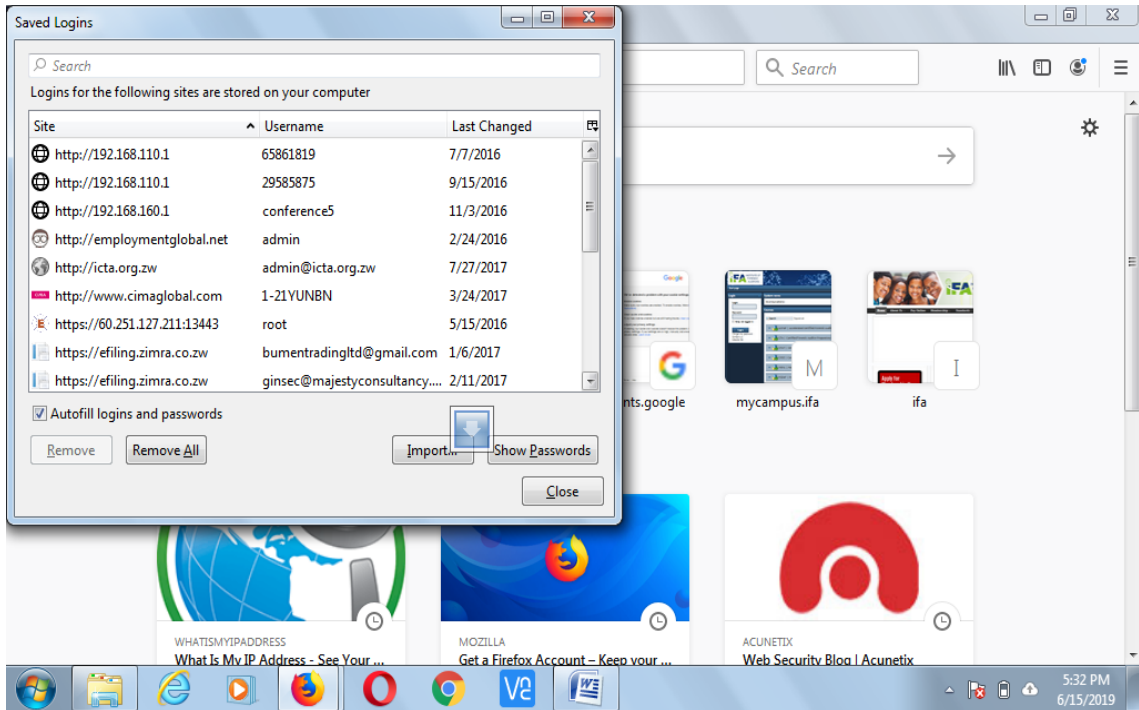 Saved Logins
Search
Logins for the following sites are stored on your computer
Site Username Last Changed
http://192.168.110.1 65861819 7/7/2016
http://192.168.110.1 29585875 9/15/2016
http://192.168.160.1 conference5 11/3/2016
http://employmentglobal.net admin 2/24/2016
http://icta.org.zw admin@icta.org.zw 7/27/2017
http://www.cimaglobal.com 1-21YUNBN 3/24/2017
https://60.251.127.211:13443 root 5/15/2016
https://efiling.zimra.co.zw bumentradingltd@gmail.com 1/6/2017
https://efiling.zimra.co.zw ginsec@majestyconsultancy.... 2/11/2017
Autofill logins and passwords
Remove Remove All Import... Show Passwords
Close
Search
Google
iFA
iFA
G M I
nts.google mycampus.ifa ifa
WHATISMYIPADDRESS
What Is My IP Address - See Your ...
MOZILLA
Get a Firefox Account – Keep your ...
ACUNETIX
Web Security Blog | Acunetix
5:32 PM
6/15/2019